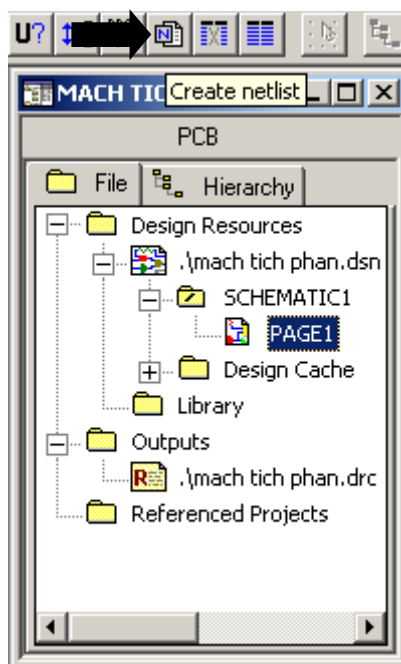 U?
Create netlist
MACH TIC
PCB
File Hierarchy
Design Resources
.\mach tich phan.dsn
SCHEMATIC1
PAGE1
Design Cache
Library
Outputs
R .\mach tich phan.drc
Referenced Projects